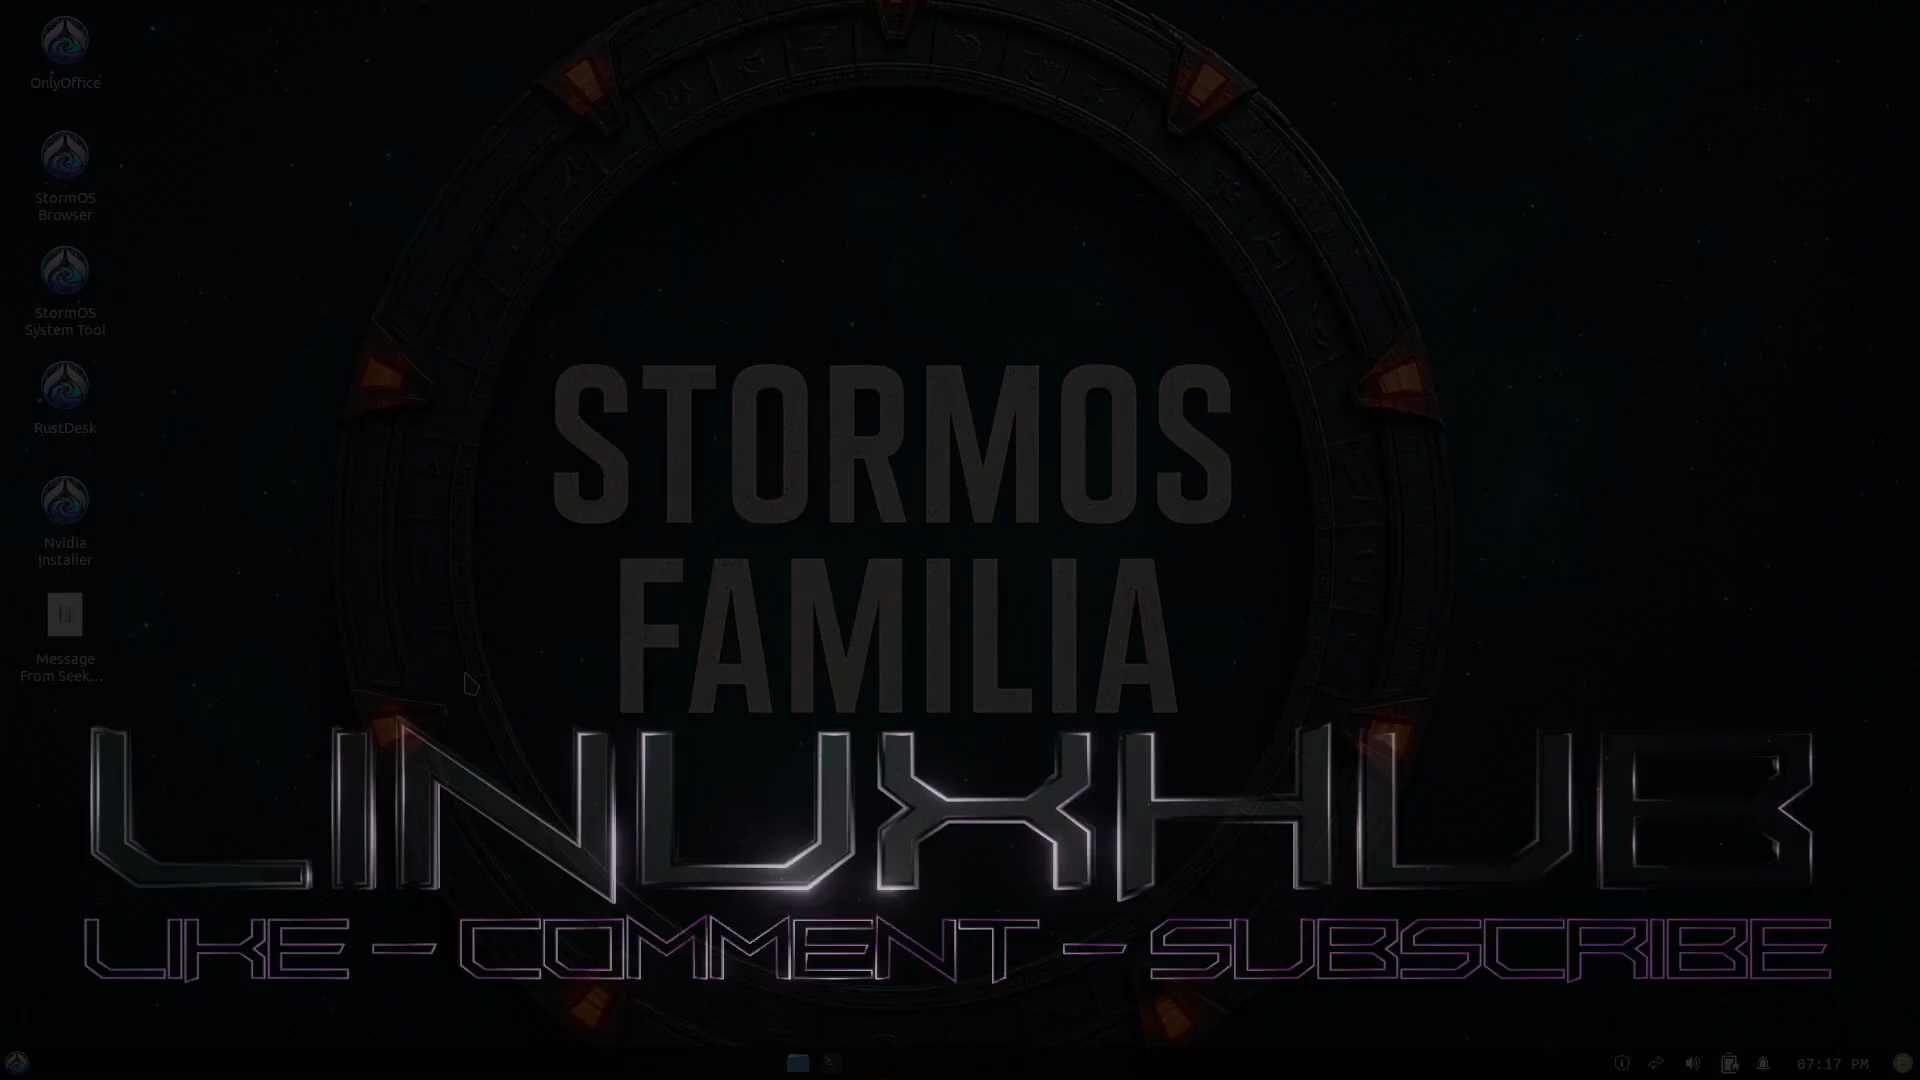 OnlyOffice
StormOS
Browser
StormOS
System Tool
RustDesk
Nvidia
Installer
Message
From Seek...
STORMOS
FAMILIA
LINUXHUB
LIKE - COMMENT - SUBSCRIBE
07:17 PM